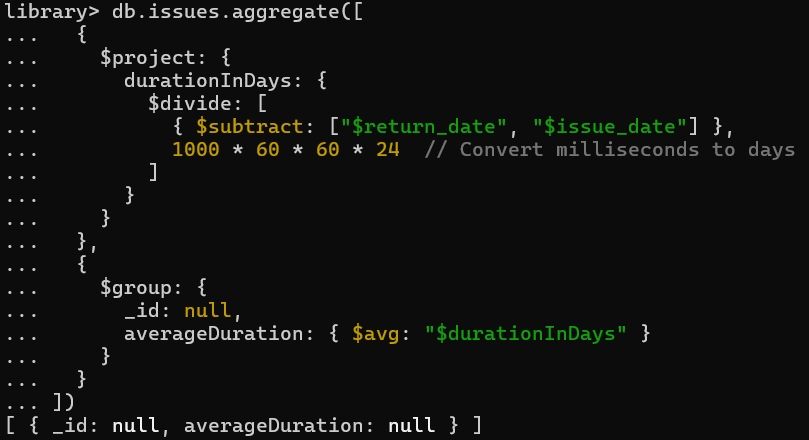 library> db.issues.aggregate([
...   {
...     $project: {
...       durationInDays: {
...         $divide: [
...           { $subtract: ["$return_date", "$issue_date"] },
...           1000 * 60 * 60 * 24  // Convert milliseconds to days
...         ]
...       }
...     }
...   },
...   {
...     $group: {
...       _id: null,
...       averageDuration: { $avg: "$durationInDays" }
...     }
...   }
... ])
[ { _id: null, averageDuration: null } ]